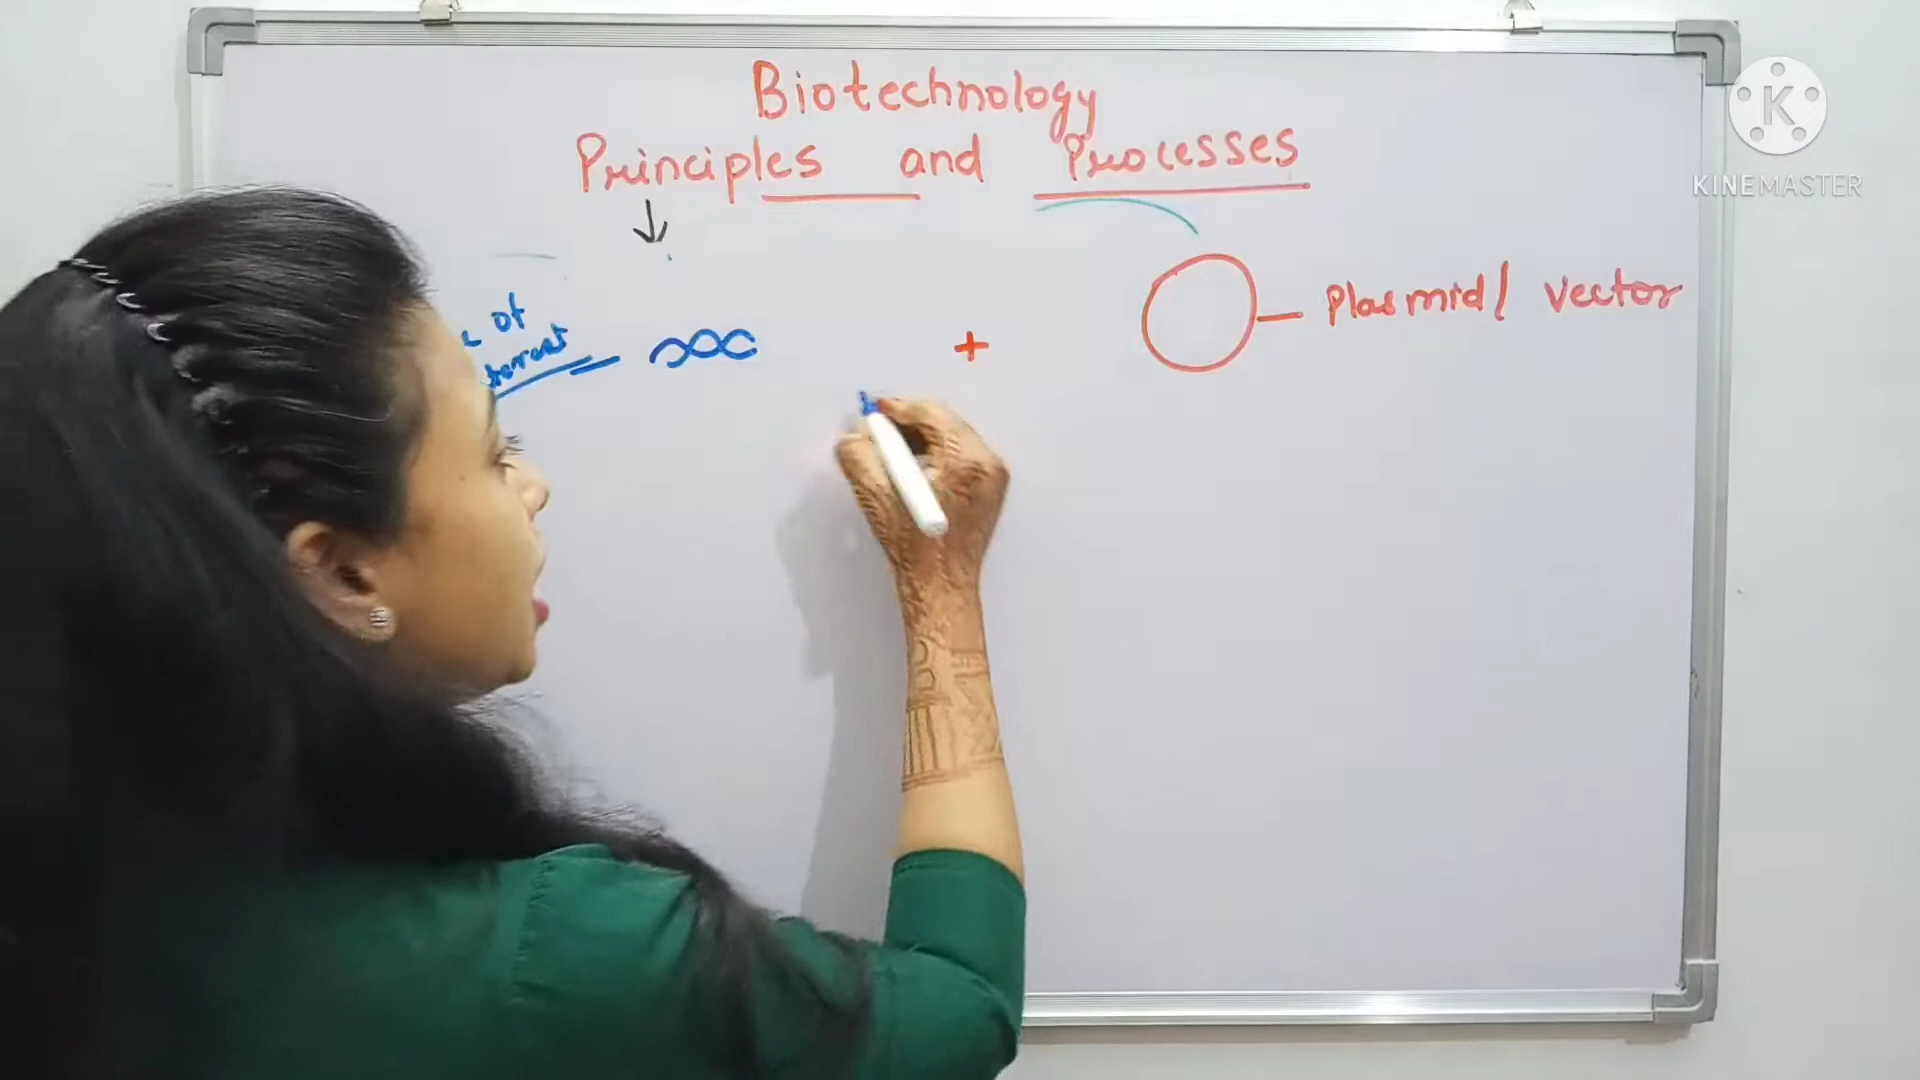 Biotechnology
Principles and Processes
Plasmid/ vector
of
+
KINEMASTER